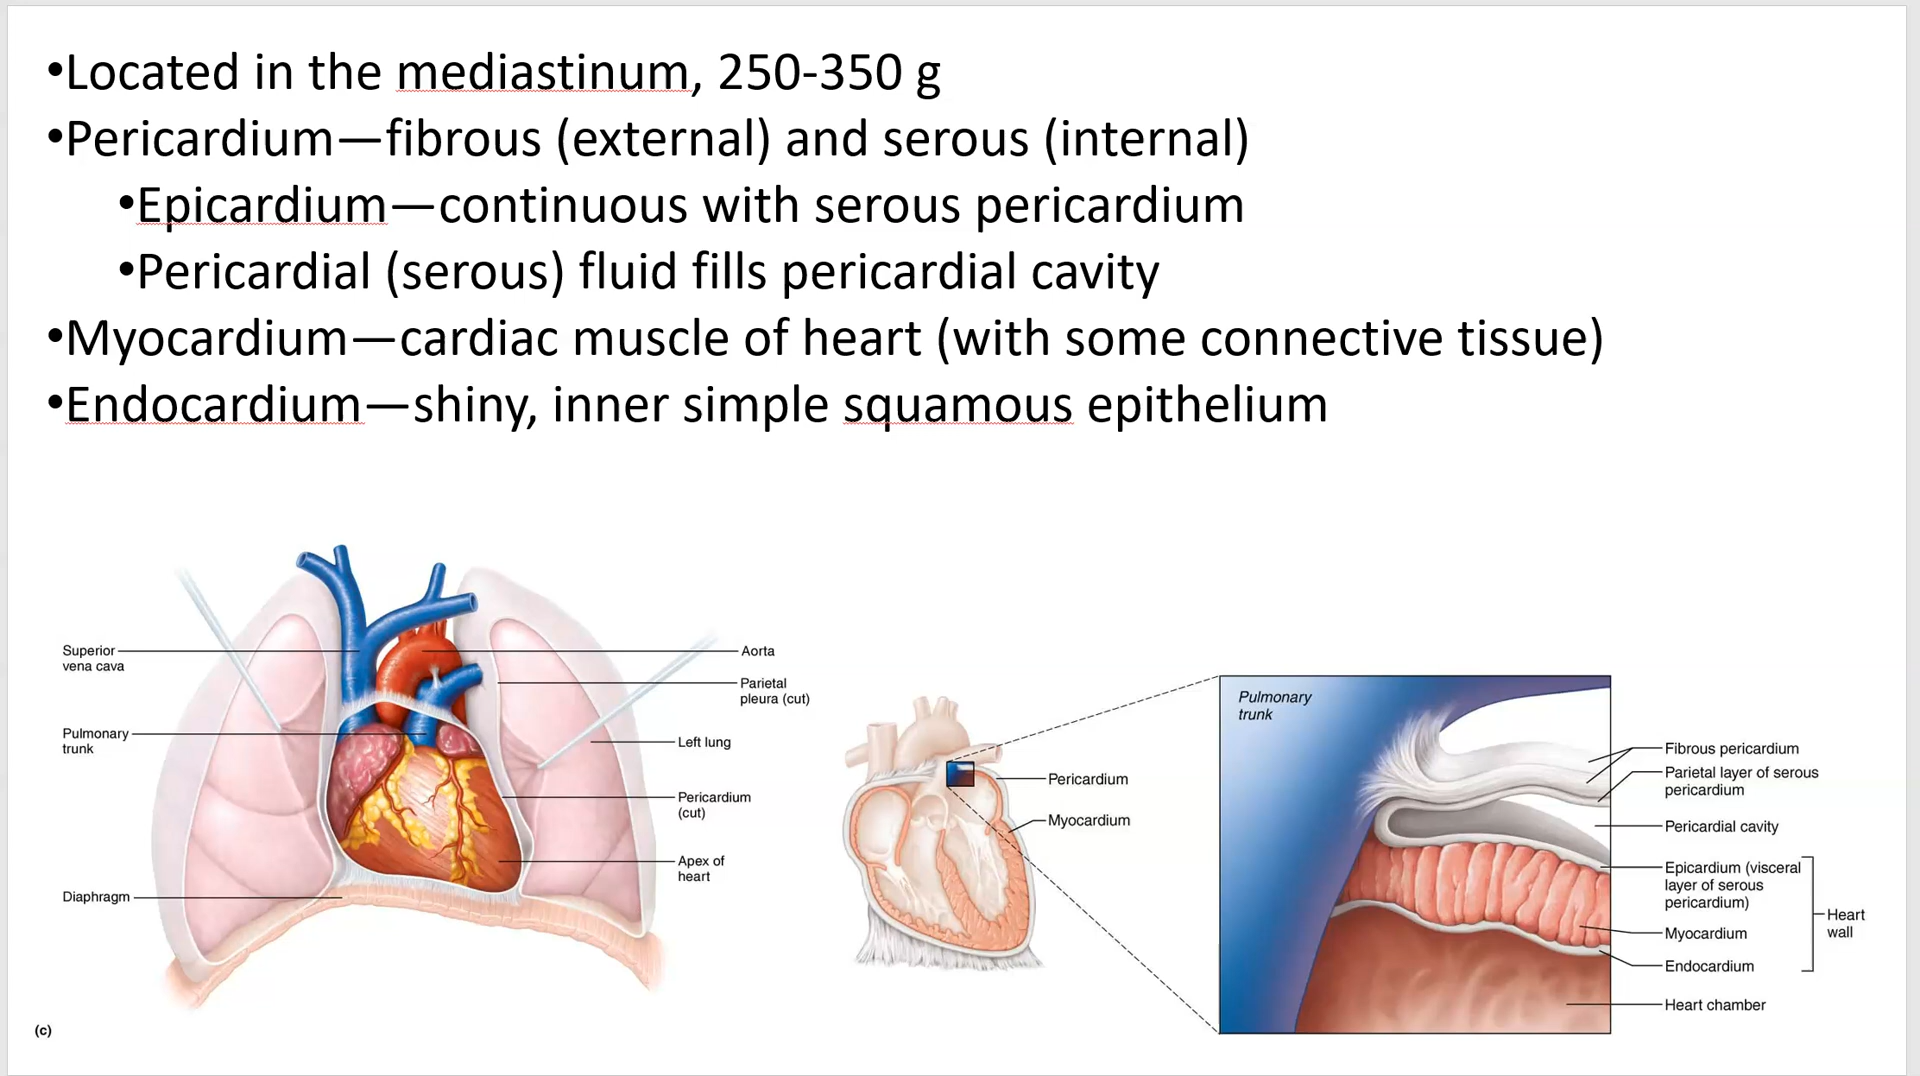 •Located in the mediastinum, 250-350 g
•Pericardium—fibrous (external) and serous (internal)
•Epicardium—continuous with serous pericardium
•Pericardial (serous) fluid fills pericardial cavity
•Myocardium—cardiac muscle of heart (with some connective tissue)
•Endocardium—shiny, inner simple squamous epithelium
Superior
vena cava
Pulmonary
trunk
Diaphragm
Aorta
Parietal
pleura (cut)
Left lung
Pericardium
(cut)
Apex of
heart
(c)
Pericardium
Myocardium
Pulmonary
trunk
Fibrous pericardium
Parietal layer of serous
pericardium
Pericardial cavity
Epicardium (visceral
layer of serous
pericardium)
Myocardium
Endocardium
Heart
wall
Heart chamber